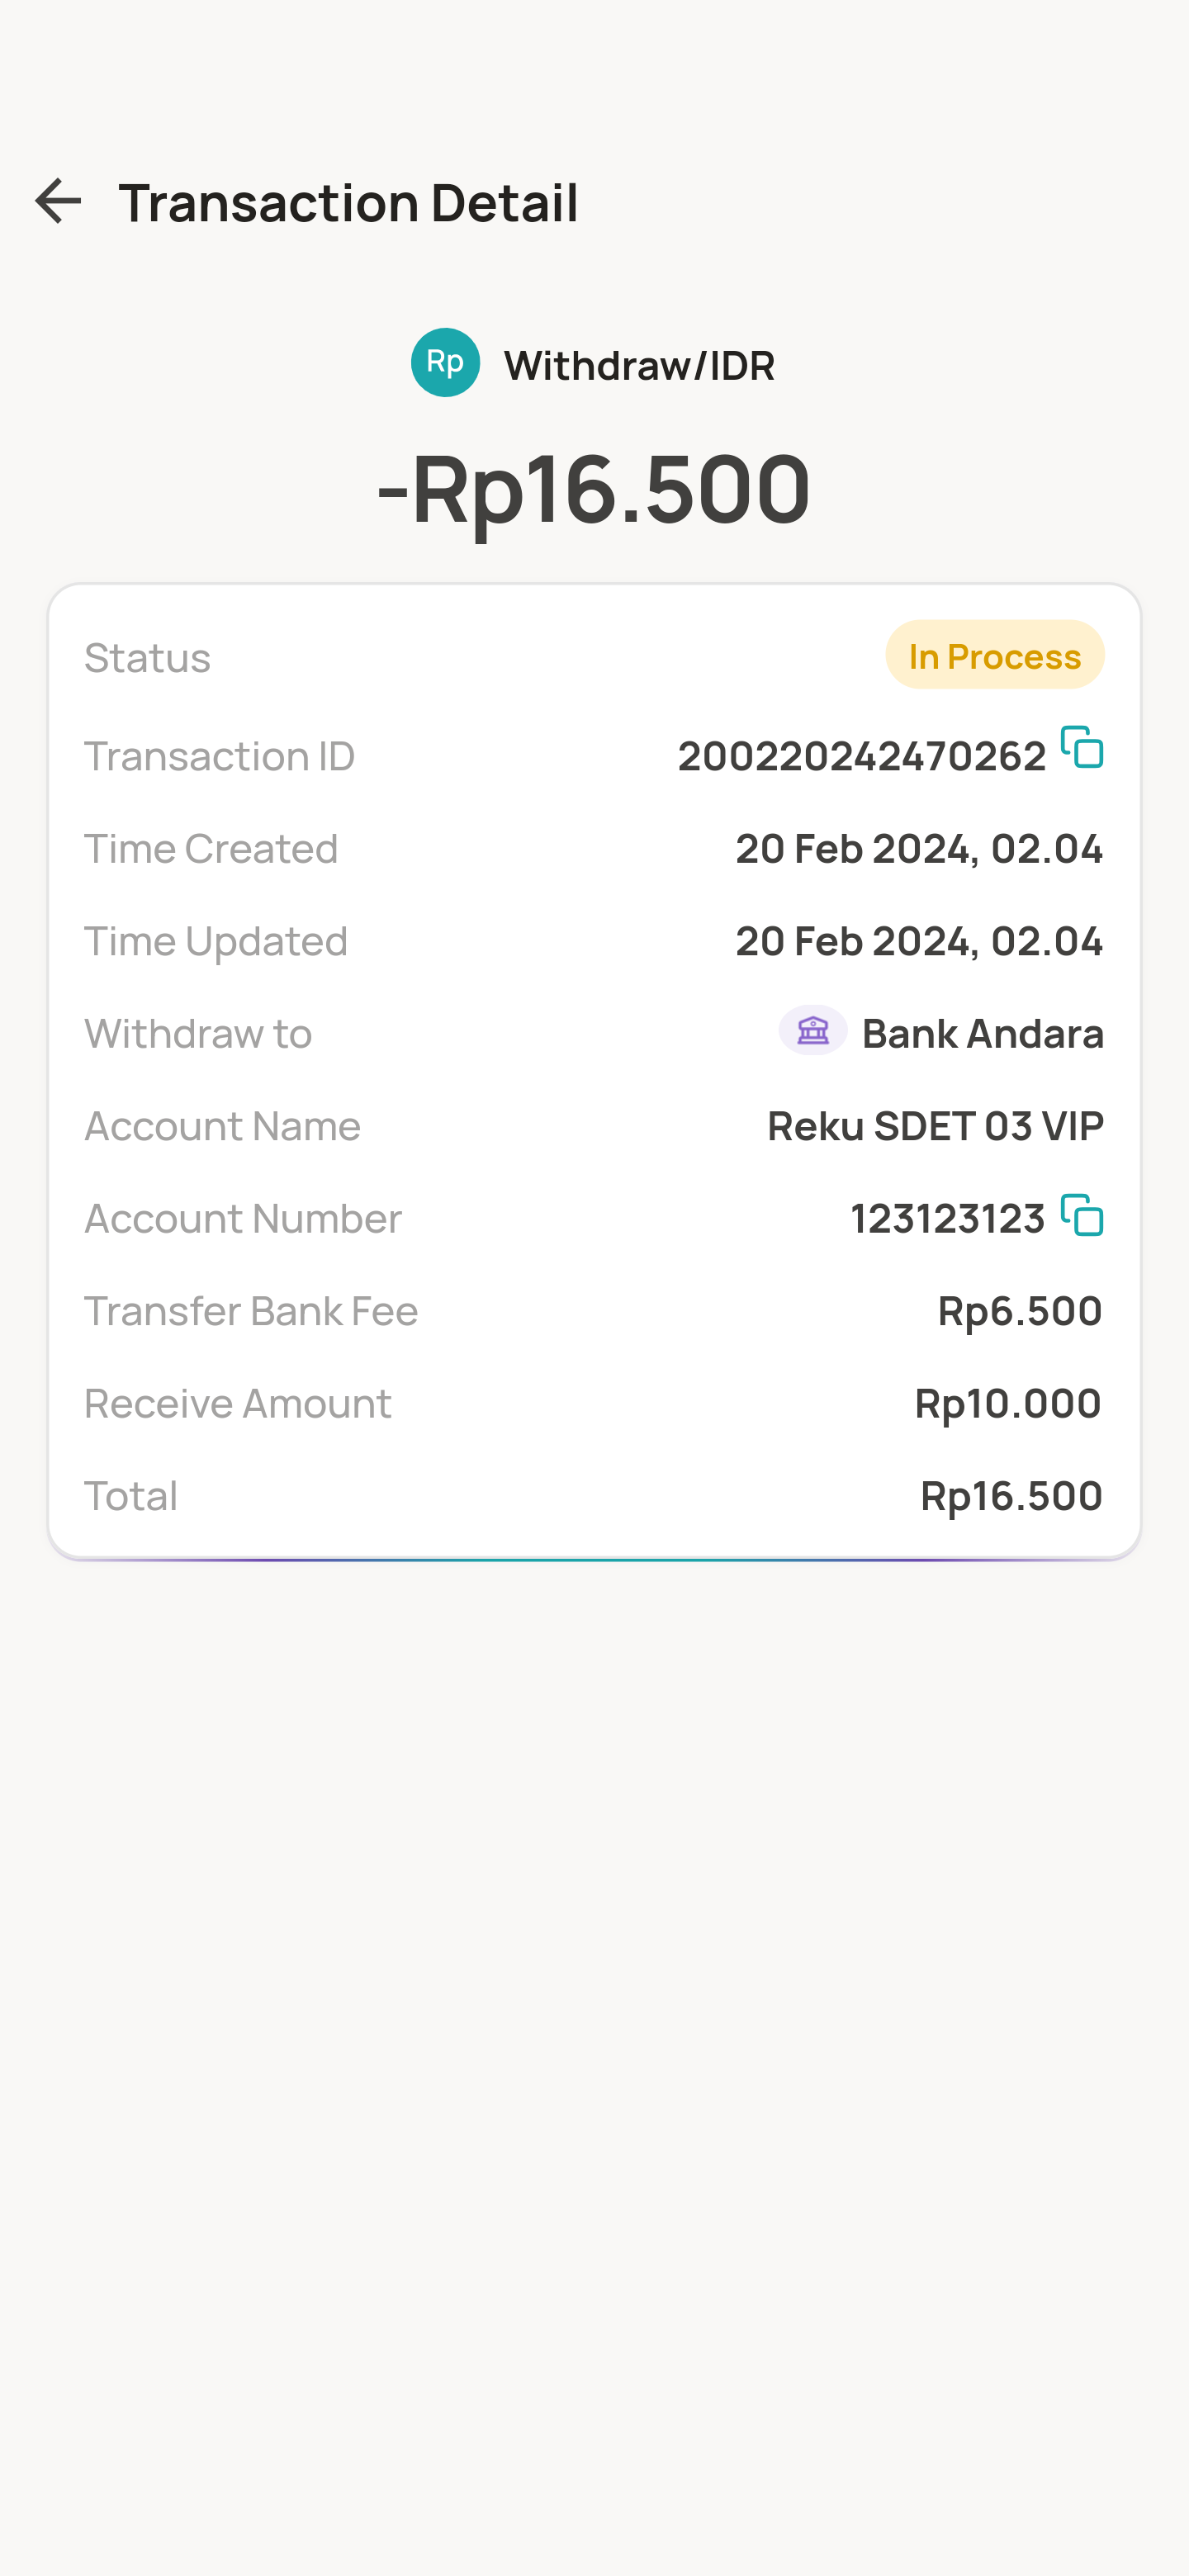 Transaction Detail
Rp Withdraw/IDR
-Rp16.500
Status In Process
Transaction ID 200220242470262
Time Created 20 Feb 2024, 02.04
Time Updated 20 Feb 2024, 02.04
Withdraw to Bank Andara
Account Name Reku SDET 03 VIP
Account Number 123123123
Transfer Bank Fee Rp6.500
Receive Amount Rp10.000
Total Rp16.500